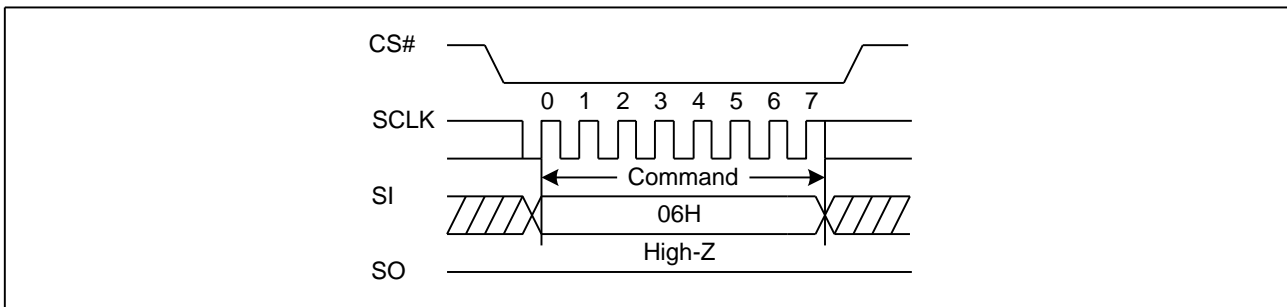 CS#
0 1 2 3 4 5 6 7
SCLK
Command
SI
06H
High-Z
SO